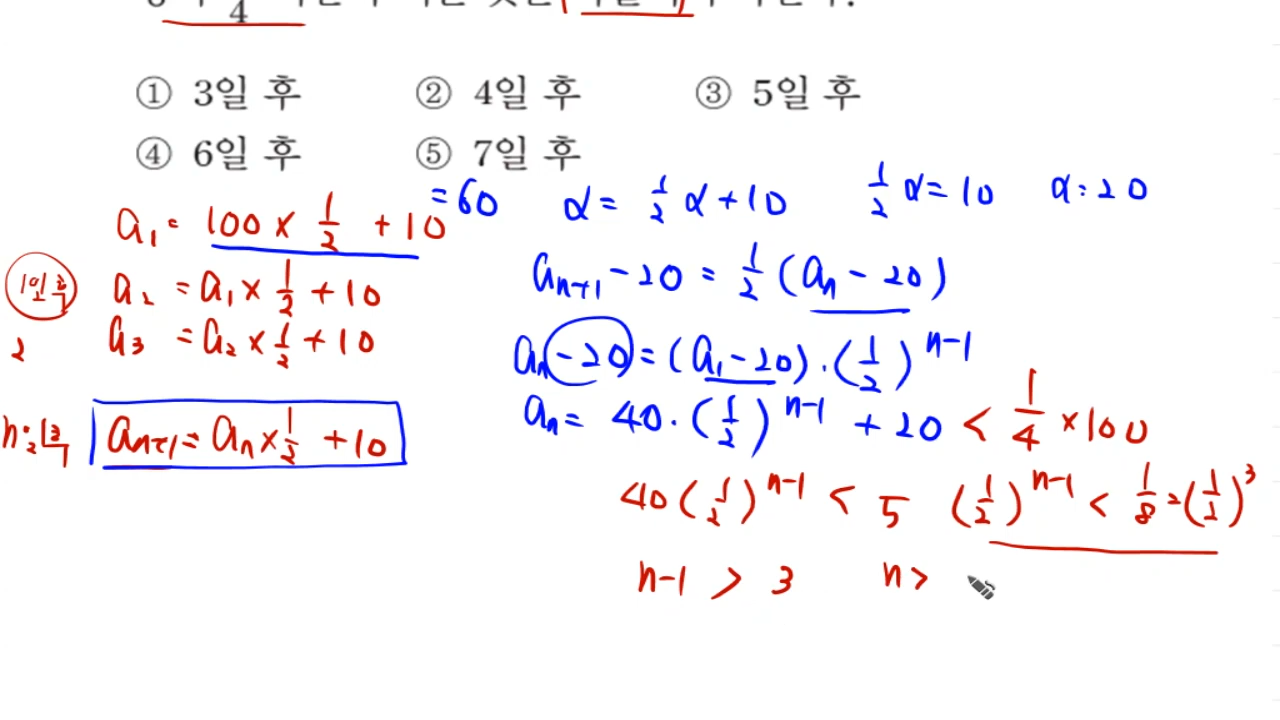 4
① 3일 후 ② 4일 후 ③ 5일 후
④ 6일 후 ⑤ 7일 후
a₁ = 100 × 1/2 + 10 = 60
1일 후 a₂ = a₁ × 1/2 + 10
2 a₃ = a₂ × 1/2 + 10
n일 후 aₙ₊₁ = aₙ × 1/2 + 10
α = 1/2 α + 10 1/2 α = 10 α = 20
aₙ₊₁ - 20 = 1/2 (aₙ - 20)
aₙ - 20 = (a₁ - 20) · (1/2)ⁿ⁻¹
aₙ = 40 · (1/2)ⁿ⁻¹ + 20 < 1/4 × 100
40 (1/2)ⁿ⁻¹ < 5 (1/2)ⁿ⁻¹ < 1/8 = (1/2)³
n-1 > 3 n >